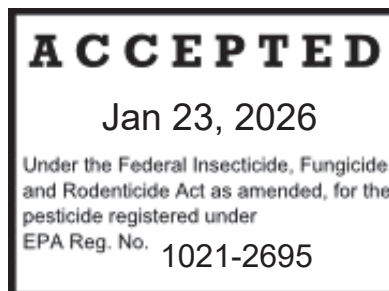 ACCEPTED
Jan 23, 2026
Under the Federal Insecticide, Fungicide
and Rodenticide Act as amended, for the
pesticide registered under
EPA Reg. No. 1021-2695